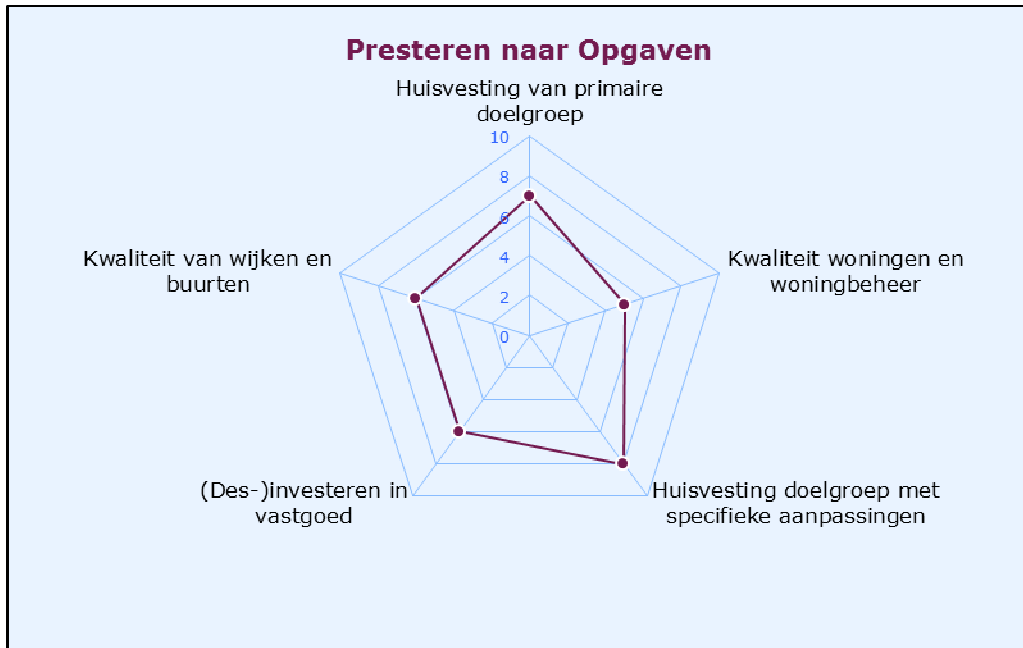 Presteren naar Opgaven
Huisvesting van primaire
doelgroep
10
8
6
4
2
0
Kwaliteit van wijken en
buurten
Kwaliteit woningen en
woningbeheer
(Des-)investeren in
vastgoed
Huisvesting doelgroep met
specifieke aanpassingen